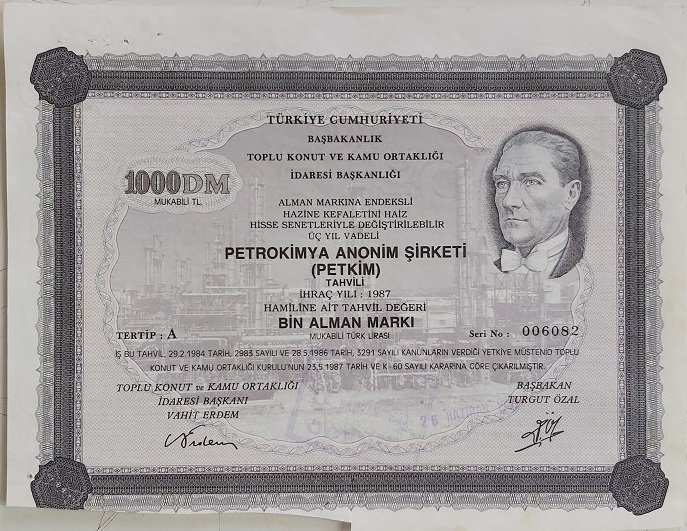 TÜRKİYE CUMHURİYETİ
BAŞBAKANLIK
TOPLU KONUT VE KAMU ORTAKLIĞI
İDARESİ BAŞKANLIĞI
1000DM
MUKABİLİ TL.
ALMAN MARKINA ENDEKSLİ
HAZİNE KEFALETİNİ HAİZ
HİSSE SENETLERİYLE DEĞİŞTİRİLEBİLİR
ÜÇ YIL VADELİ
PETROKİMYA ANONİM ŞİRKETİ
(PETKİM)
TAHVİLİ
İHRAÇ YILI : 1987
HAMİLİNE AİT TAHVİL DEĞERİ
BİN ALMAN MARKI
MUKABİLİ TÜRK LİRASI
TERTİP : A
Seri No : 006082
İŞ BU TAHVİL, 29.2.1984 TARİH, 2983 SAYILI VE 28.5.1986 TARİH, 3291 SAYILI KANUNLARIN VERDİĞİ YETKİYE MÜSTENİD TOPLU
KONUT VE KAMU ORTAKLIĞI KURULU'NUN 23.5.1987 TARİH VE K- 60 SAYILI KARARINA GÖRE ÇIKARILMIŞTIR.
TOPLU KONUT ve KAMU ORTAKLIĞI
İDARESİ BAŞKANI
VAHİT ERDEM
BAŞBAKAN
TURGUT ÖZAL